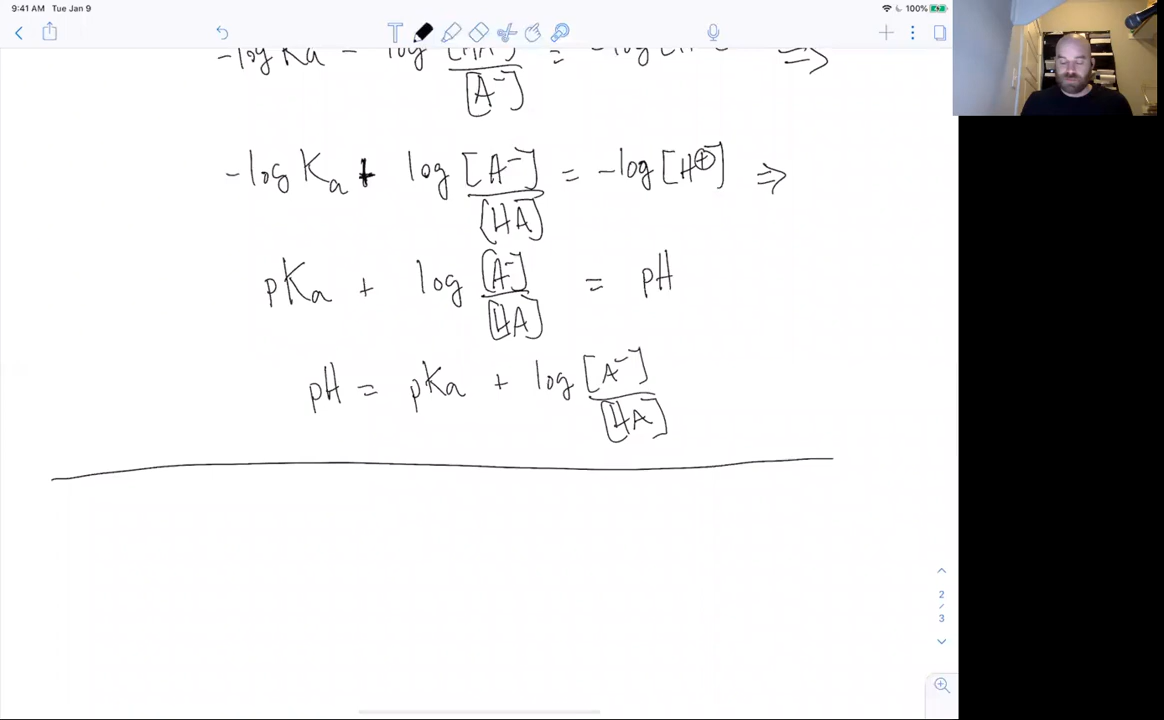 9:41 AM Tue Jan 9
100%
T
-log Ka - log [HA]/[A⁻] = -log
-log Ka + log [A⁻]/[HA] = -log [H⊕] ⇒
pKa + log [A⁻]/[HA] = pH
pH = pKa + log [A⁻]/[HA]
2
/
3